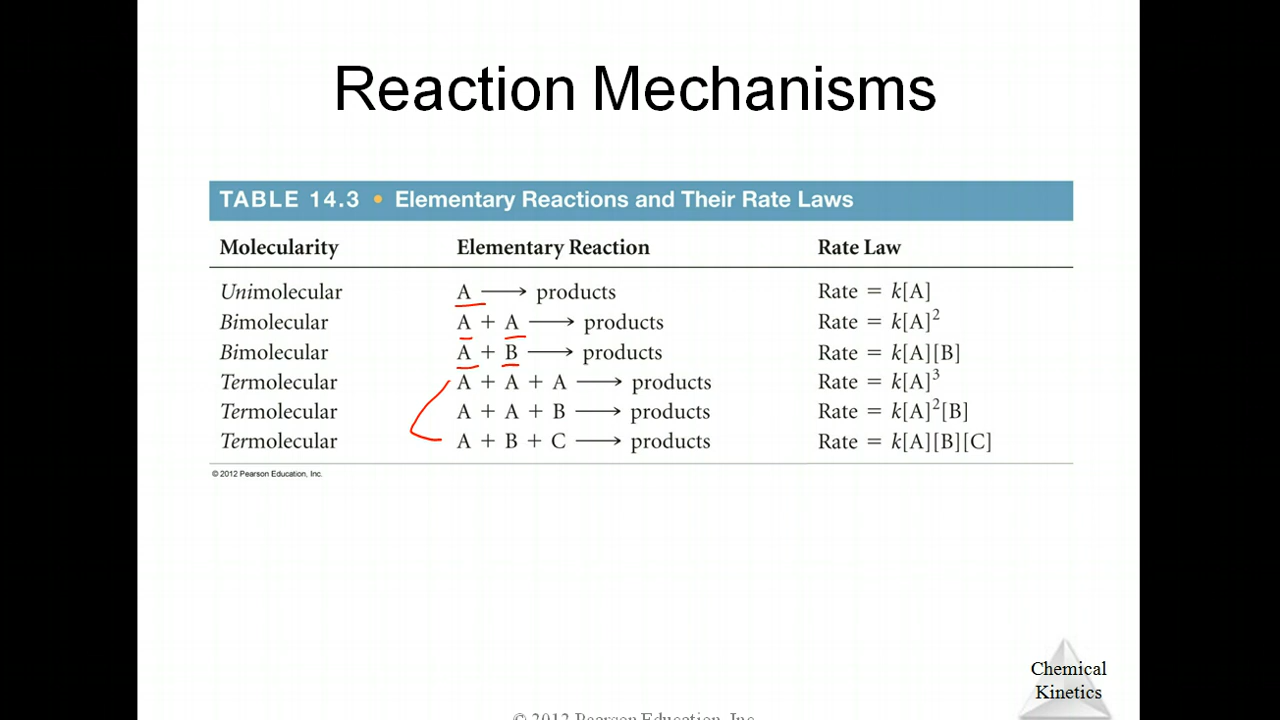 Reaction Mechanisms
TABLE 14.3 • Elementary Reactions and Their Rate Laws
Molecularity Elementary Reaction Rate Law
Unimolecular A ⟶ products Rate = k[A]
Bimolecular A + A ⟶ products Rate = k[A]²
Bimolecular A + B ⟶ products Rate = k[A][B]
Termolecular A + A + A ⟶ products Rate = k[A]³
Termolecular A + A + B ⟶ products Rate = k[A]²[B]
Termolecular A + B + C ⟶ products Rate = k[A][B][C]
© 2012 Pearson Education, Inc.
Chemical
Kinetics
© 2012 Pearson Education, Inc.